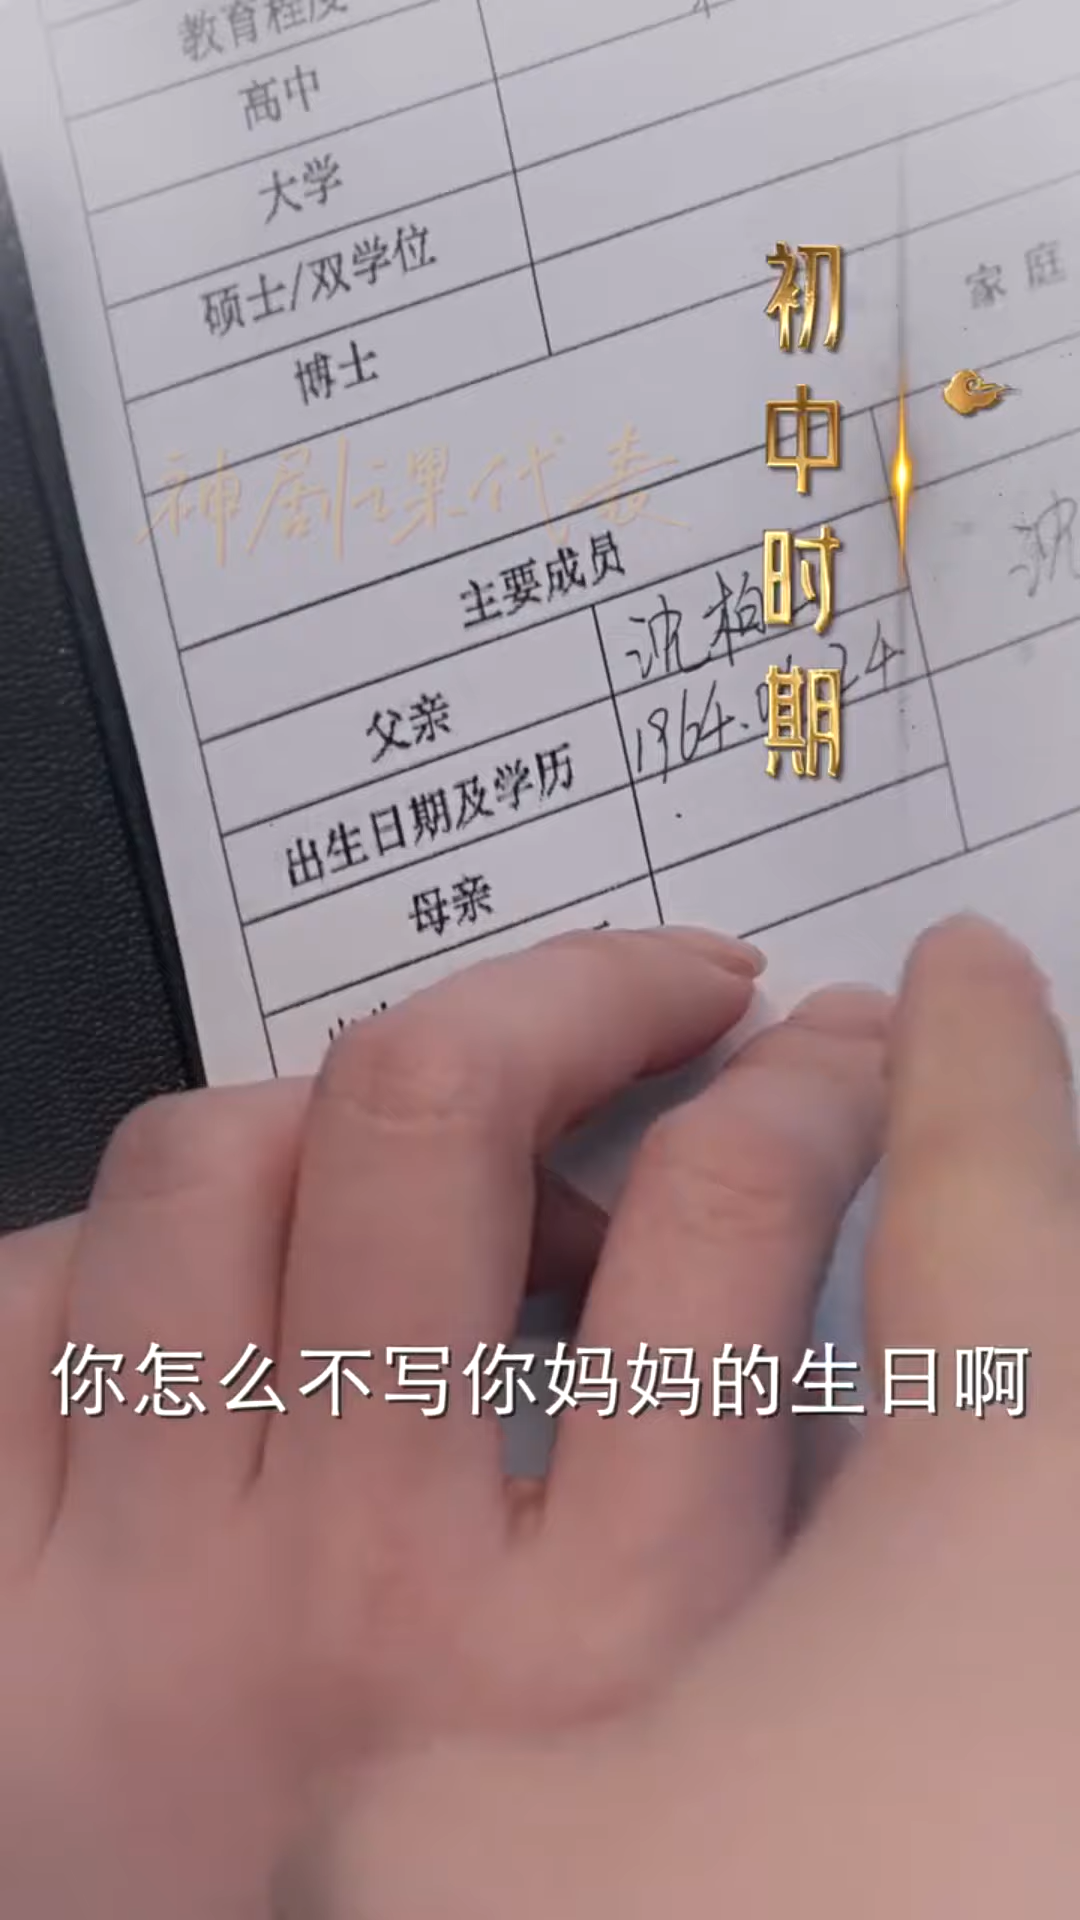 教育程度
高中
大学
硕士/双学位
博士
家庭
初中时期
神剧课代表
主要成员
沈
父亲
沈柏
出生日期及学历
1964.
24
母亲
你怎么不写你妈妈的生日啊